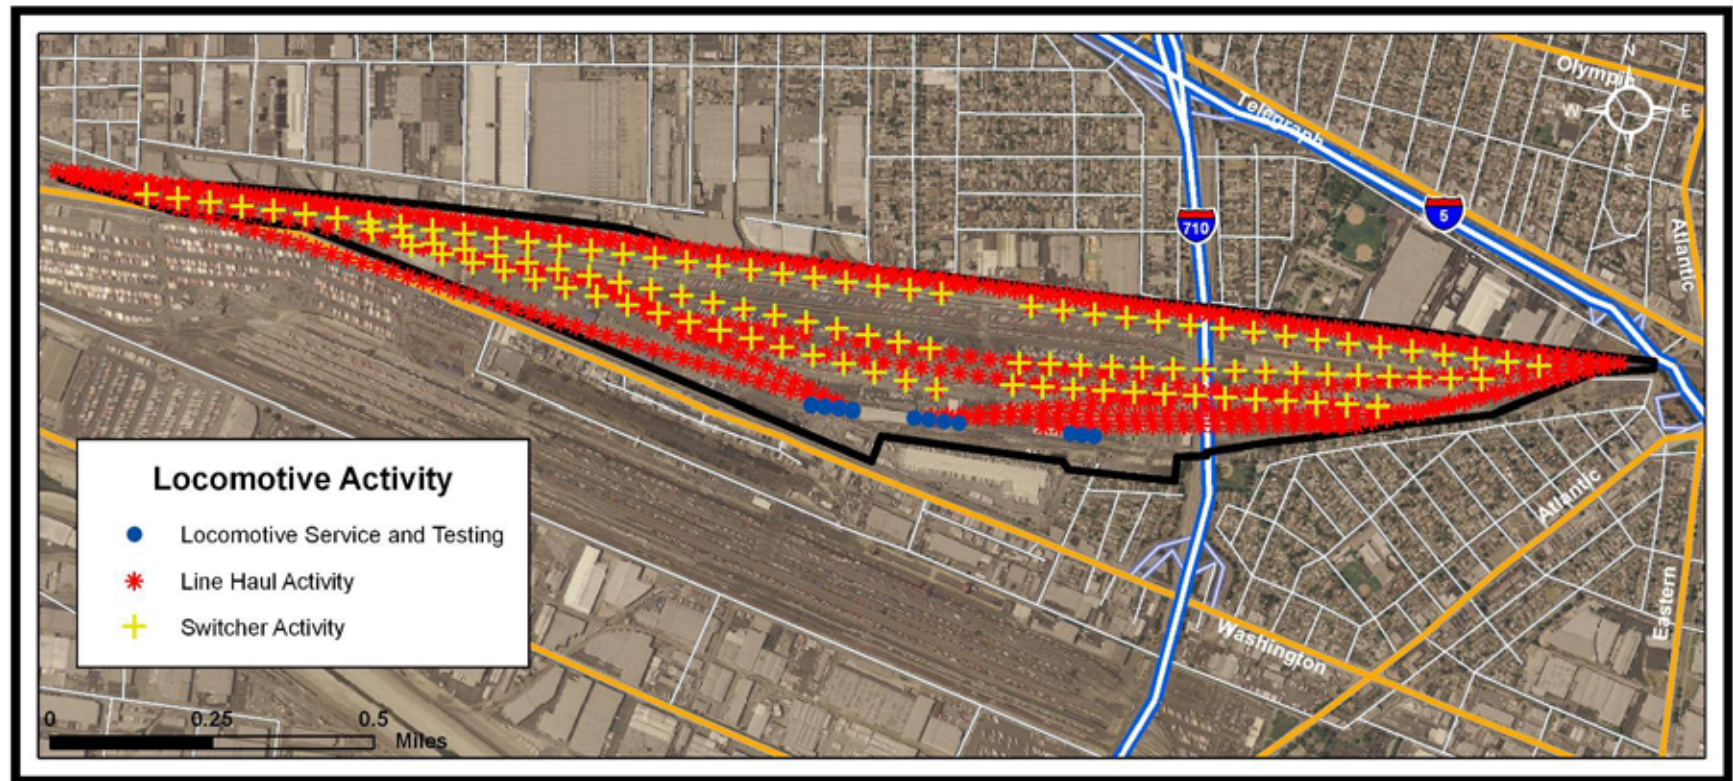 N
Olympic
W
E
Telegraph
S
5
710
Atlantic
Locomotive Activity
Locomotive Service and Testing
Line Haul Activity
Switcher Activity
Atlantic
Eastern
Washington
0
0.25
0.5
Miles